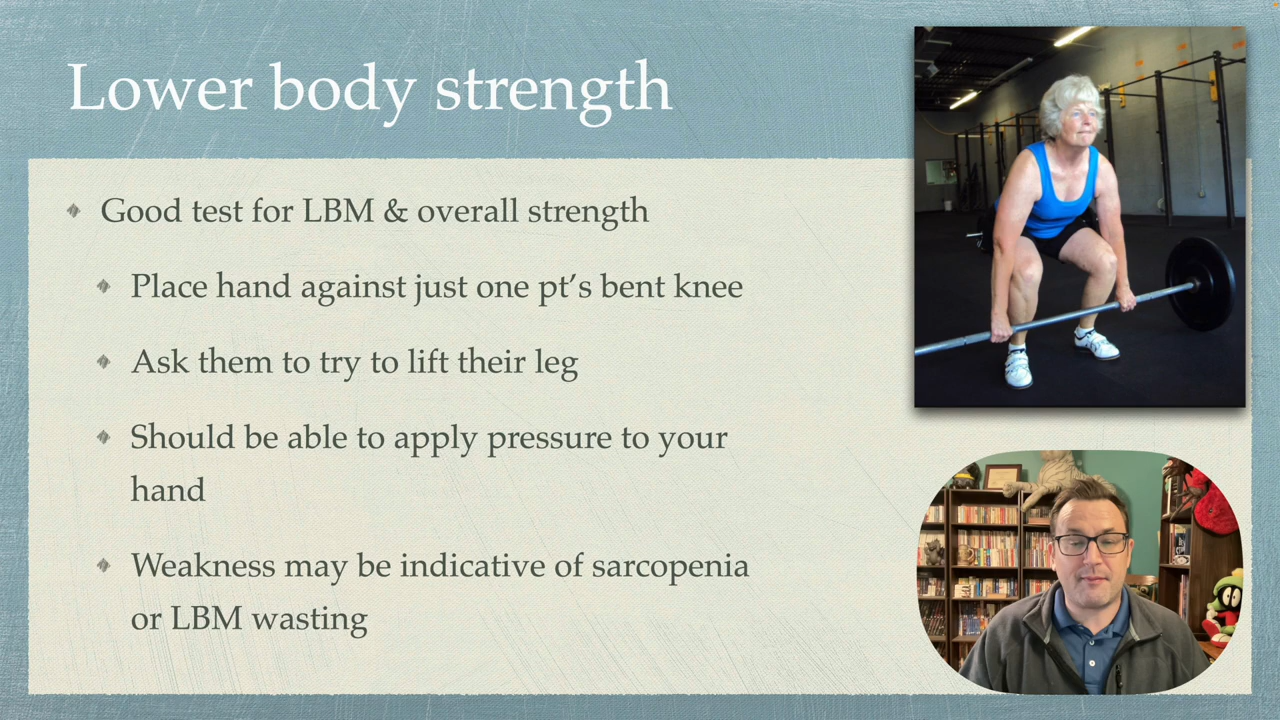 Lower body strength
Good test for LBM & overall strength
Place hand against just one pt’s bent knee
Ask them to try to lift their leg
Should be able to apply pressure to your
hand
Weakness may be indicative of sarcopenia
or LBM wasting